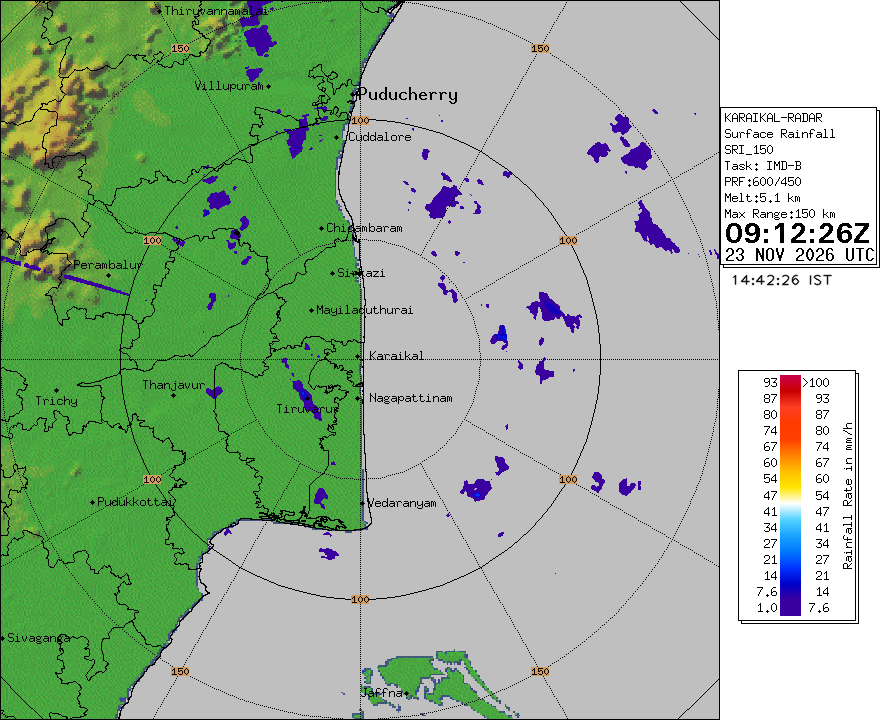 Thiruvannamalai
150
150
Villupuram
Puducherry
100
Cuddalore
Chidambaram
100
100
Perambalur
Sirkazi
Mayiladuthurai
Karaikal
Thanjavur
Trichy
Nagapattinam
Tiruvarur
100
100
Pudukkottai
Vedaranyam
100
Sivaganga
150
150
Jaffna
KARAIKAL-RADAR
Surface Rainfall
SRI_150
Task: IMD-B
PRF:600/450
Melt:5.1 km
Max Range:150 km
09:12:26Z
23 NOV 2026 UTC
14:42:26 IST
93 >100
87 93
80 87
74 80
67 74
60 67
54 60
47 54
41 47
34 41
27 34
21 27
14 21
7.6 14
1.0 7.6
Rainfall Rate in mm/h